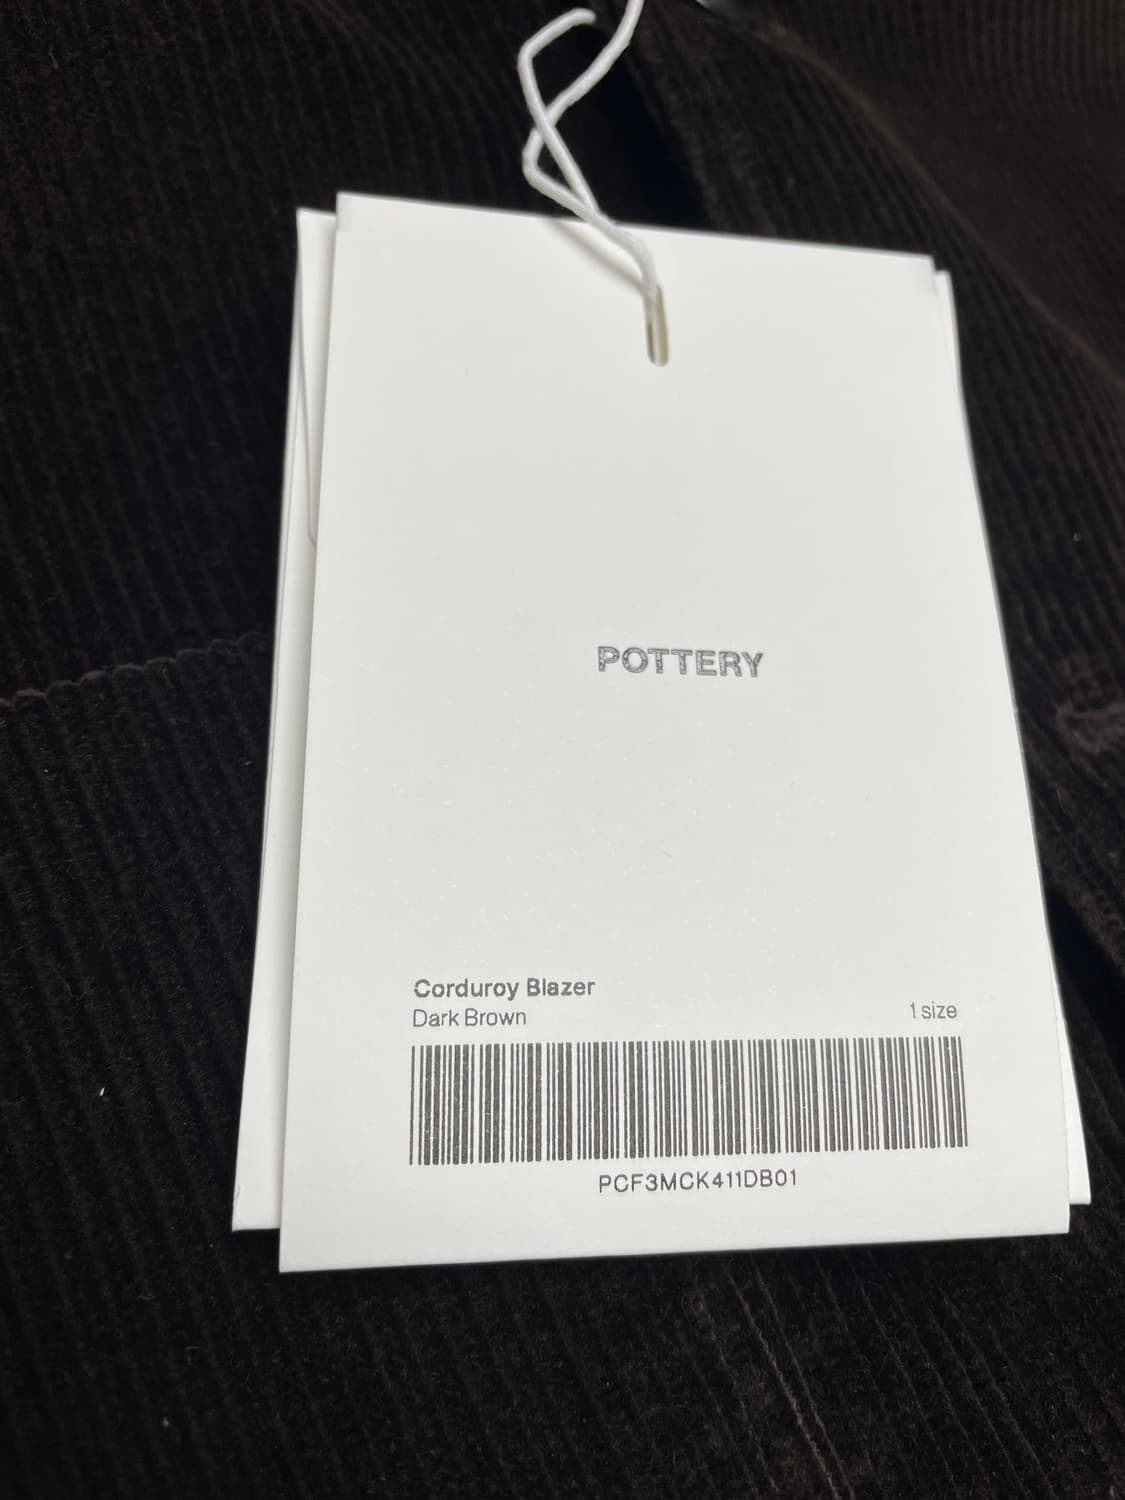 POTTERY
Corduroy Blazer
Dark Brown
1 size
PCF3MCK411DB01